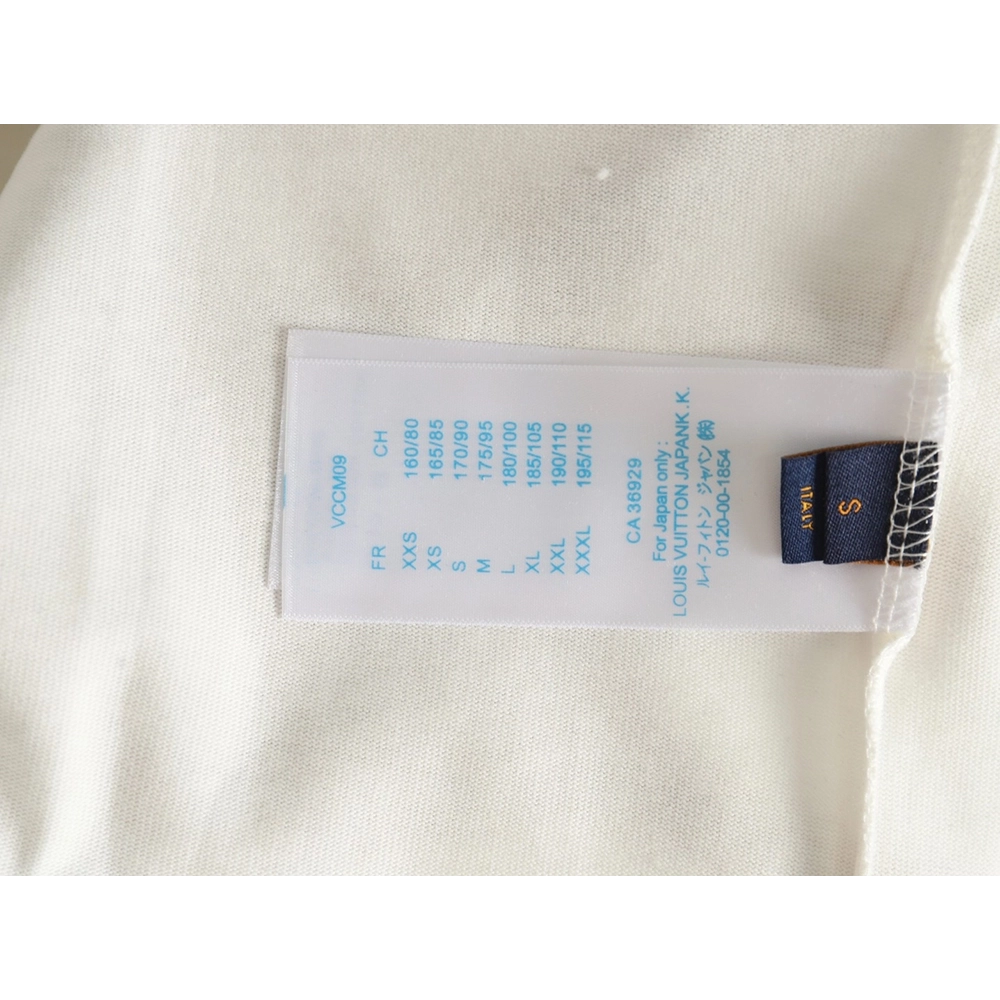 VCCM09
FR CH
XXS 160/80
XS 165/85
S 170/90
M 175/95
L 180/100
XL 185/105
XXL 190/110
XXXL 195/115
CA 36929
For Japan only :
LOUIS VUITTON JAPANK .K.
ルイ-フィトン ジャパン ㈱
0120-00-1854
ITALY
S